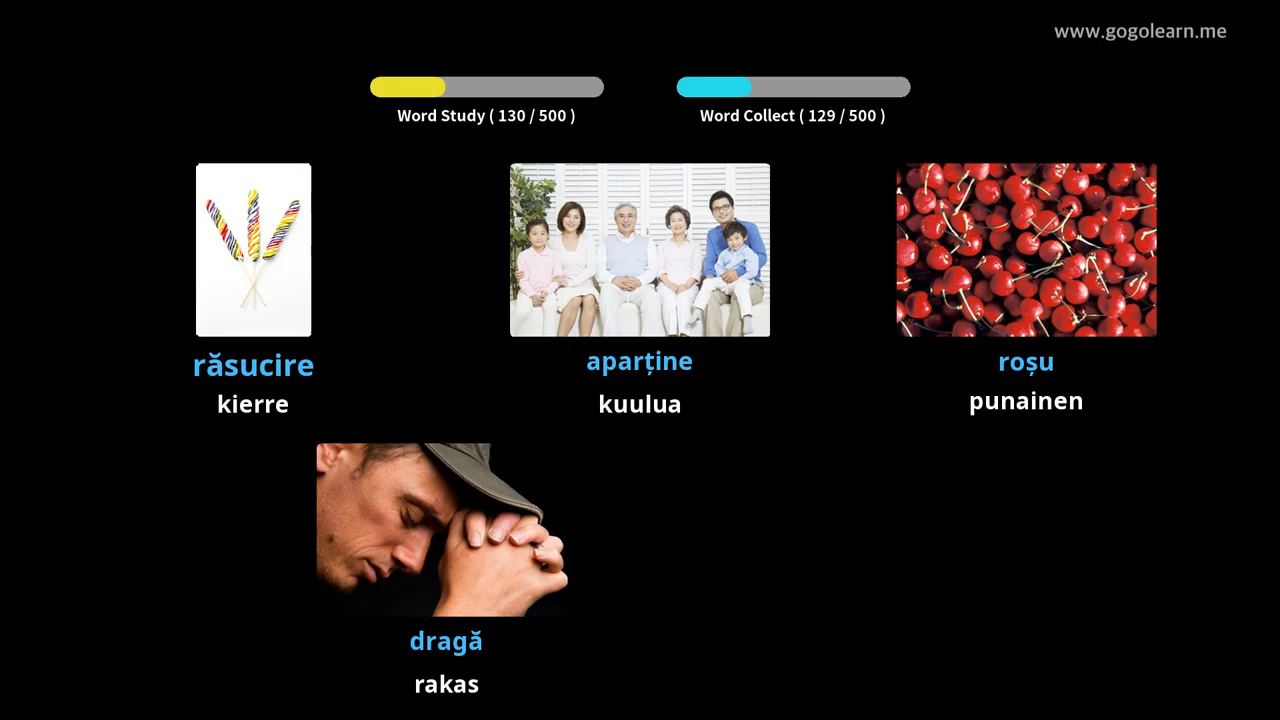 www.gogolearn.me
Word Study ( 130 / 500 )
Word Collect ( 129 / 500 )
răsucire
kierre
aparține
kuulua
roșu
punainen
dragă
rakas